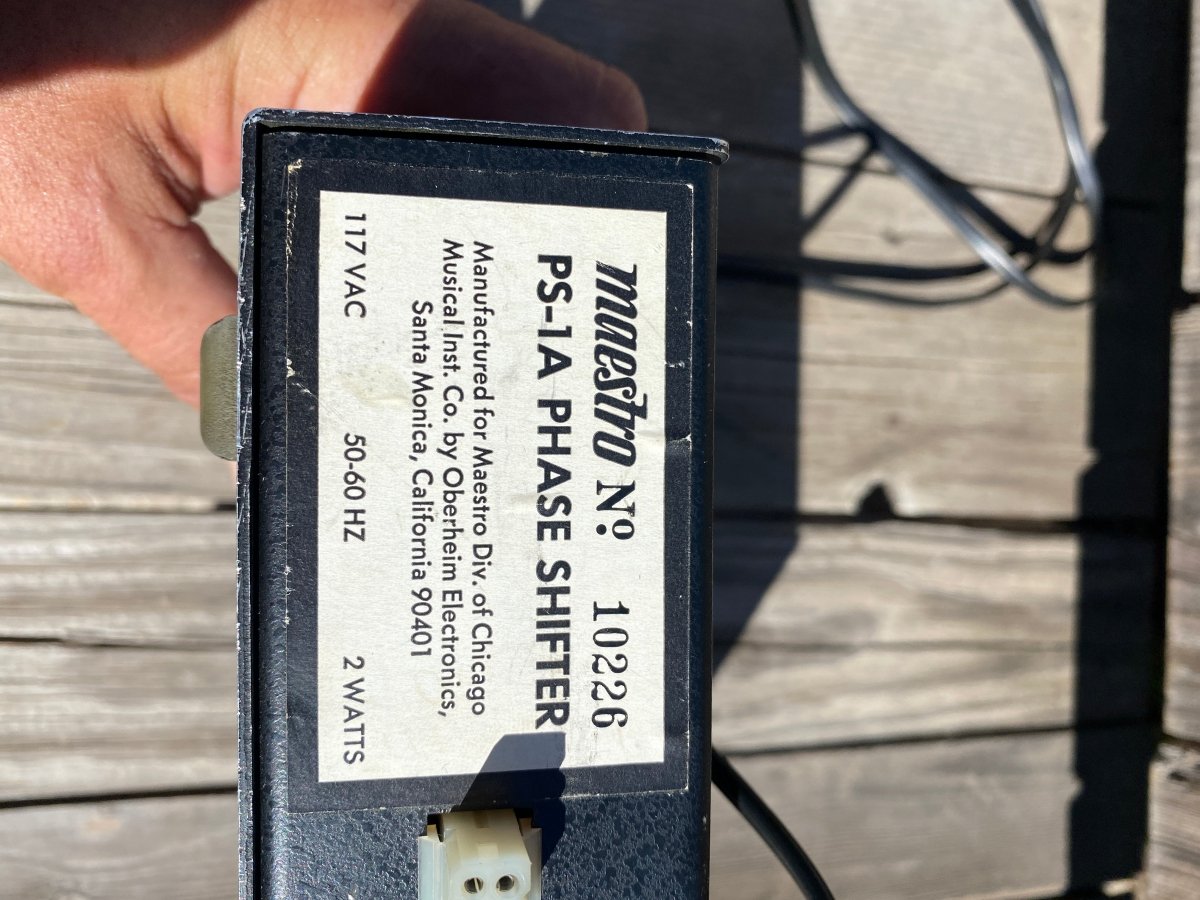 maestro Nº. 10226
PS-1A PHASE SHIFTER
Manufactured for Maestro Div. of Chicago
Musical Inst. Co. by Oberheim Electronics,
Santa Monica, California 90401
117 VAC 50-60 HZ 2 WATTS